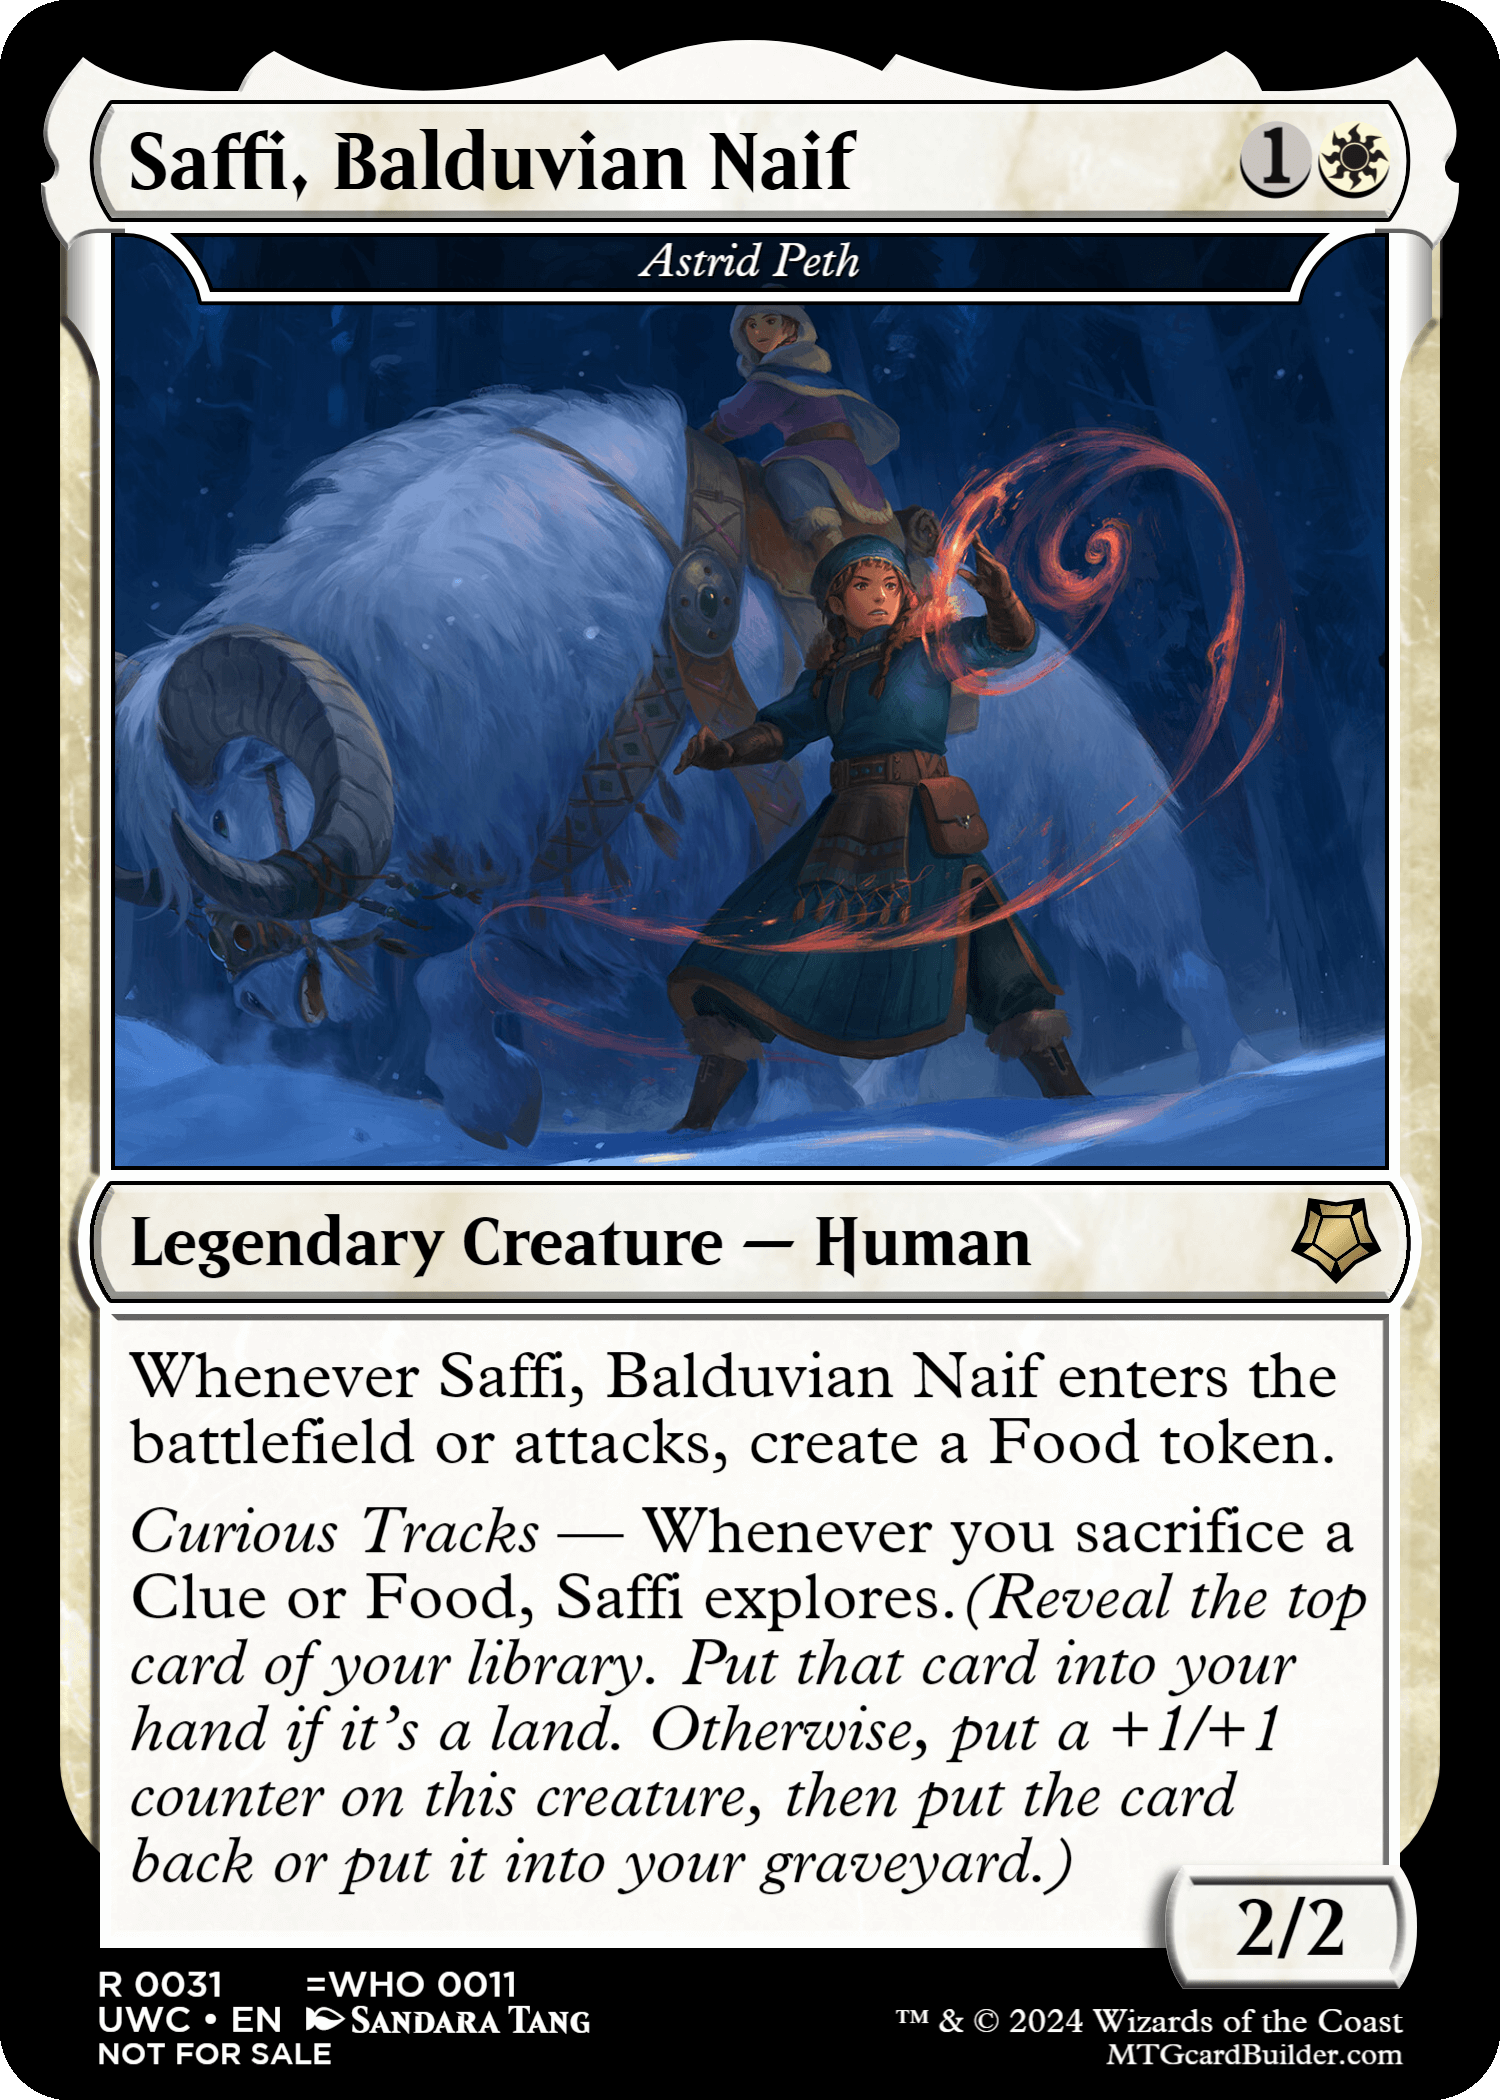 Saffi, Balduvian Naif 1
Astrid Peth
Legendary Creature — Human
Whenever Saffi, Balduvian Naif enters the
battlefield or attacks, create a Food token.
Curious Tracks — Whenever you sacrifice a
Clue or Food, Saffi explores.(Reveal the top
card of your library. Put that card into your
hand if it's a land. Otherwise, put a +1/+1
counter on this creature, then put the card
back or put it into your graveyard.)
2/2
R 0031 =WHO 0011
UWC • EN SANDARA TANG
NOT FOR SALE
™ & © 2024 Wizards of the Coast
MTGcardBuilder.com